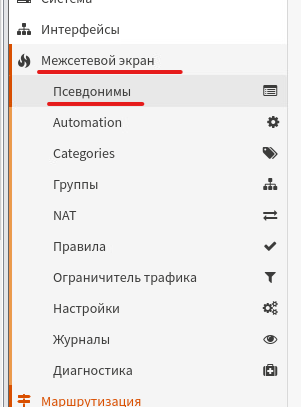 Система
Интерфейсы
Межсетевой экран
Псевдонимы
Automation
Categories
Группы
NAT
Правила
Ограничитель трафика
Настройки
Журналы
Диагностика
Маршрутизация